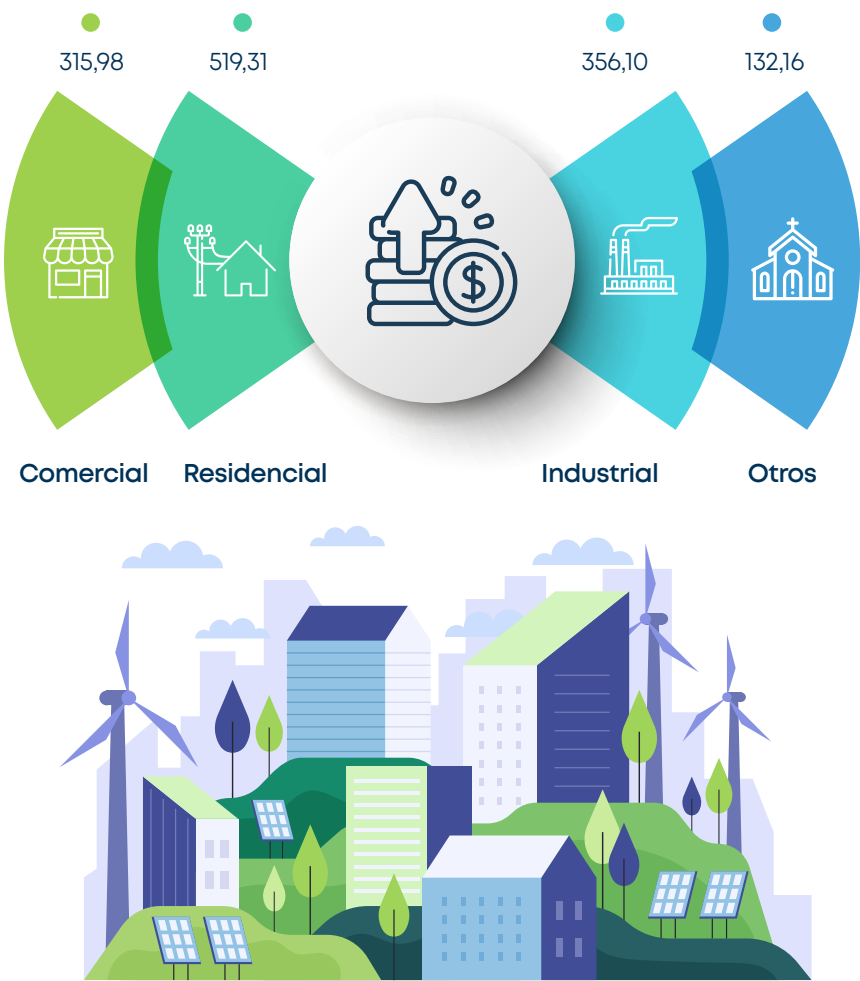 315,98
519,31
356,10
132,16
$
Comercial
Residencial
Industrial
Otros